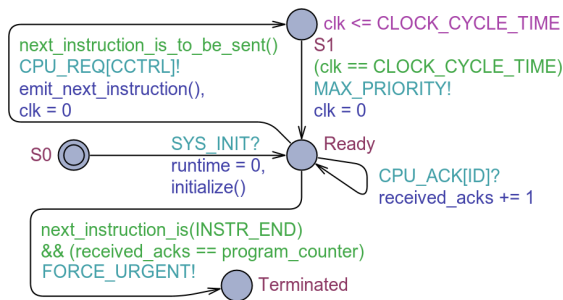 clk <= CLOCK_CYCLE_TIME
S1
next_instruction_is_to_be_sent()
CPU_REQ[CCTRL]!
emit_next_instruction(),
clk = 0
(clk == CLOCK_CYCLE_TIME)
MAX_PRIORITY!
clk = 0
S0
SYS_INIT?
runtime = 0,
initialize()
Ready
CPU_ACK[ID]?
received_acks += 1
next_instruction_is(INSTR_END)
&& (received_acks == program_counter)
FORCE_URGENT!
Terminated